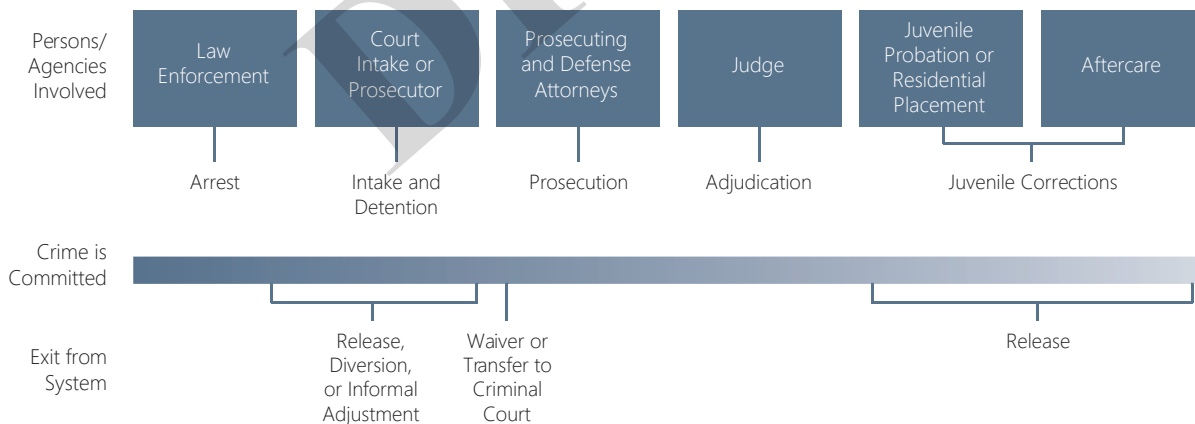 Persons/
Agencies
Involved
Law
Enforcement
Court
Intake or
Prosecutor
Prosecuting
and Defense
Attorneys
Judge
Juvenile
Probation or
Residential
Placement
Aftercare
Arrest
Intake and
Detention
Prosecution
Adjudication
Juvenile Corrections
Crime is
Committed
Exit from
System
Release,
Diversion,
or Informal
Adjustment
Waiver or
Transfer to
Criminal
Court
Release